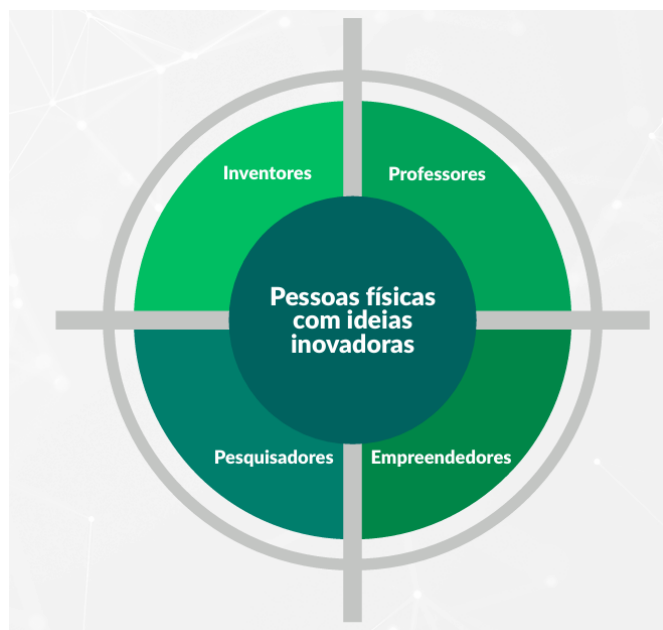 Inventores
Professores
Pessoas físicas
com ideias
inovadoras
Pesquisadores
Empreendedores